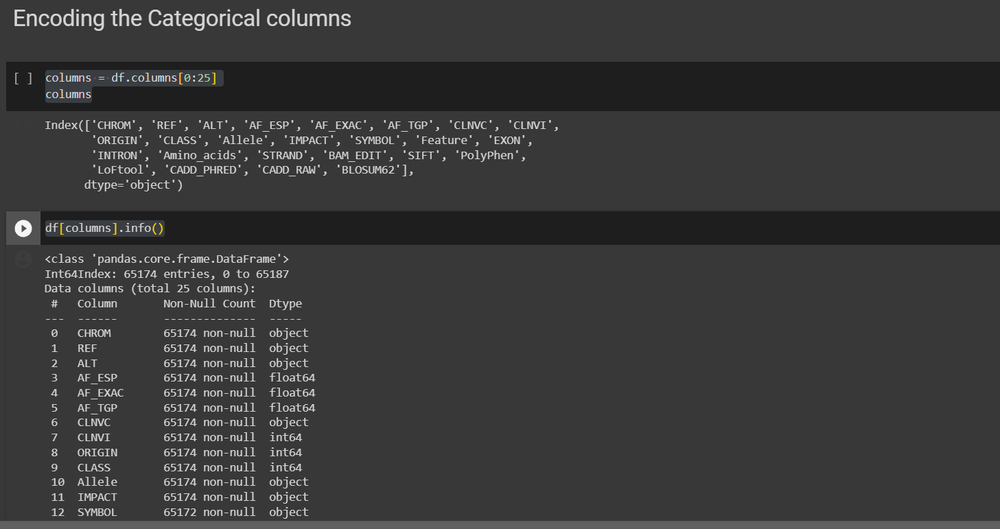 Encoding the Categorical columns
[ ] columns = df.columns[0:25]
columns
Index(['CHROM', 'REF', 'ALT', 'AF_ESP', 'AF_EXAC', 'AF_TGP', 'CLNVC', 'CLNVI',
'ORIGIN', 'CLASS', 'Allele', 'IMPACT', 'SYMBOL', 'Feature', 'EXON',
'INTRON', 'Amino_acids', 'STRAND', 'BAM_EDIT', 'SIFT', 'PolyPhen',
'LoFtool', 'CADD_PHRED', 'CADD_RAW', 'BLOSUM62'],
dtype='object')
df[columns].info()
<class 'pandas.core.frame.DataFrame'>
Int64Index: 65174 entries, 0 to 65187
Data columns (total 25 columns):
# Column Non-Null Count Dtype
--- ------ -------------- -----
0 CHROM 65174 non-null object
1 REF 65174 non-null object
2 ALT 65174 non-null object
3 AF_ESP 65174 non-null float64
4 AF_EXAC 65174 non-null float64
5 AF_TGP 65174 non-null float64
6 CLNVC 65174 non-null object
7 CLNVI 65174 non-null int64
8 ORIGIN 65174 non-null int64
9 CLASS 65174 non-null int64
10 Allele 65174 non-null object
11 IMPACT 65174 non-null object
12 SYMBOL 65172 non-null object